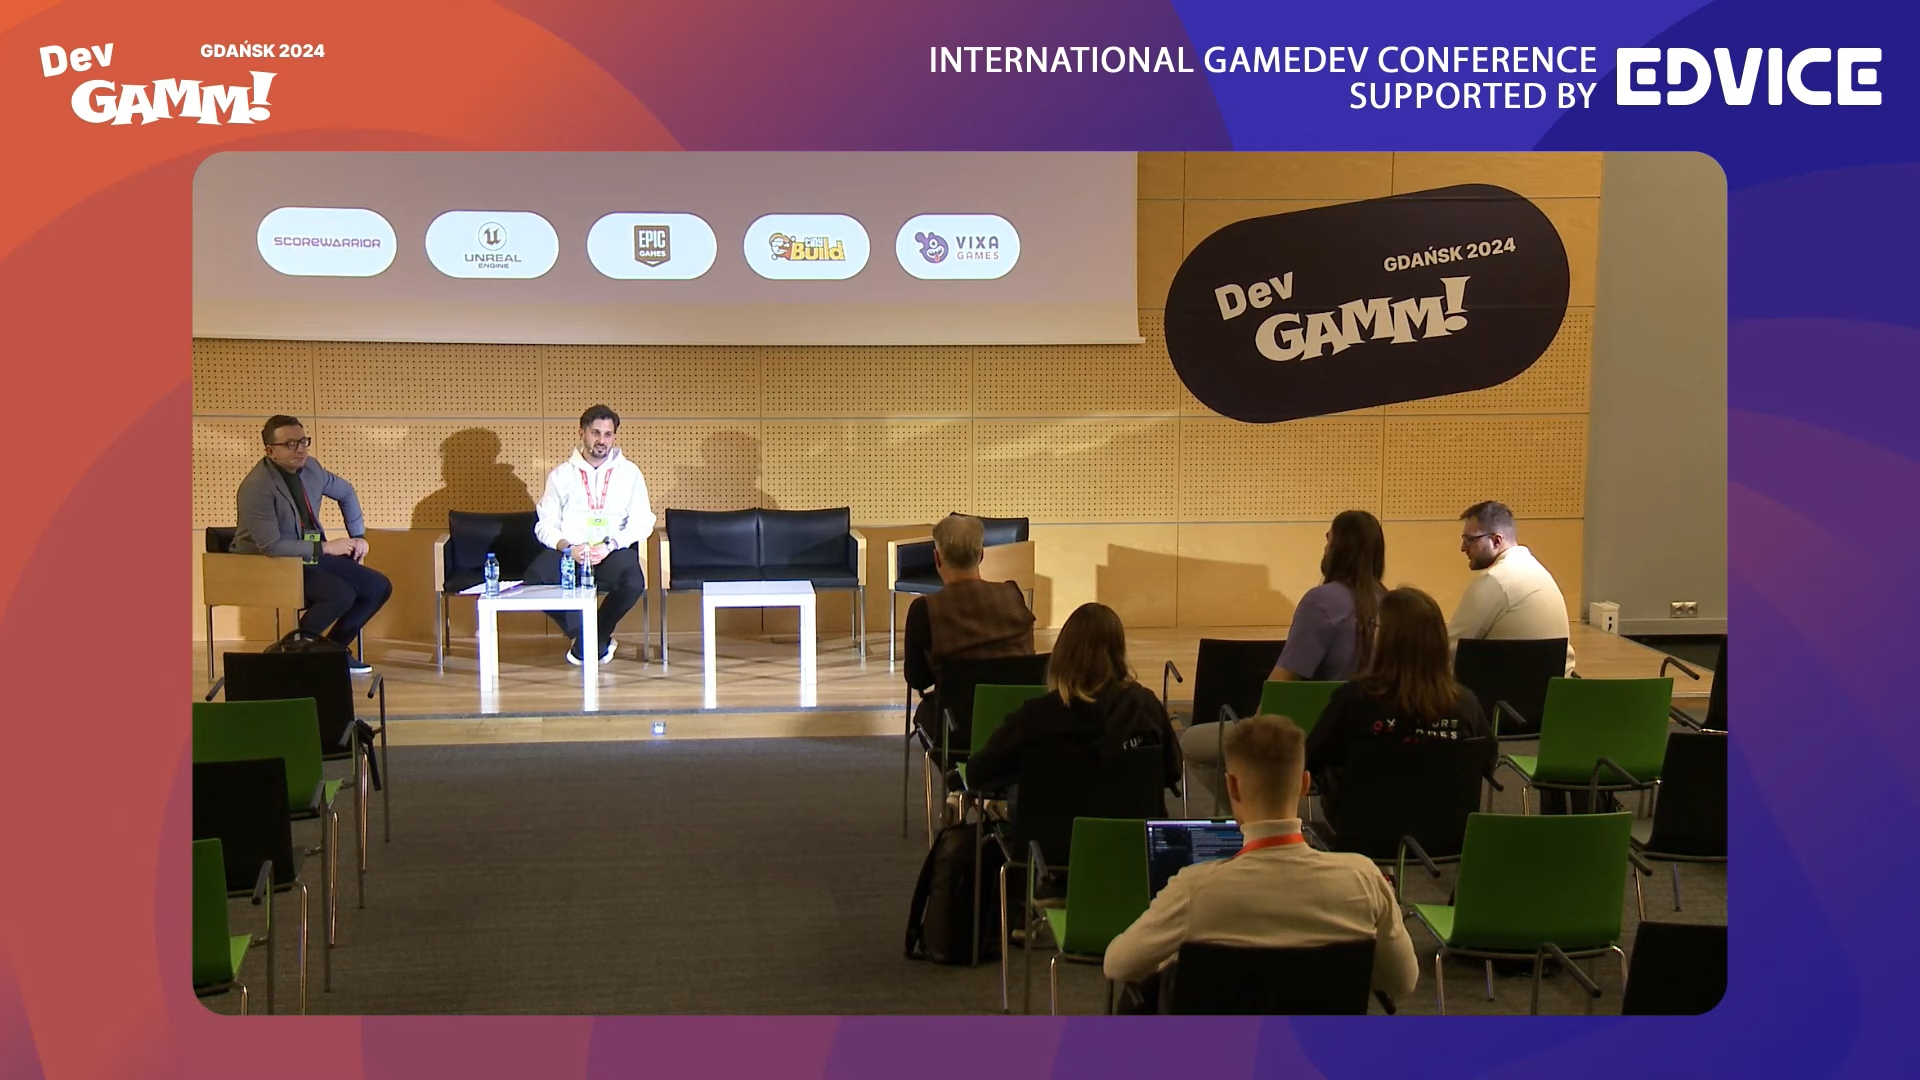 Dev
GAMM!
GDAŃSK 2024
INTERNATIONAL GAMEDEV CONFERENCE
SUPPORTED BY
EDVICE
SCOREWARRIOR
UNREAL
ENGINE
EPIC
GAMES
tiny
Build
VIXA
GAMES
GDAŃSK 2024
Dev
GAMM!